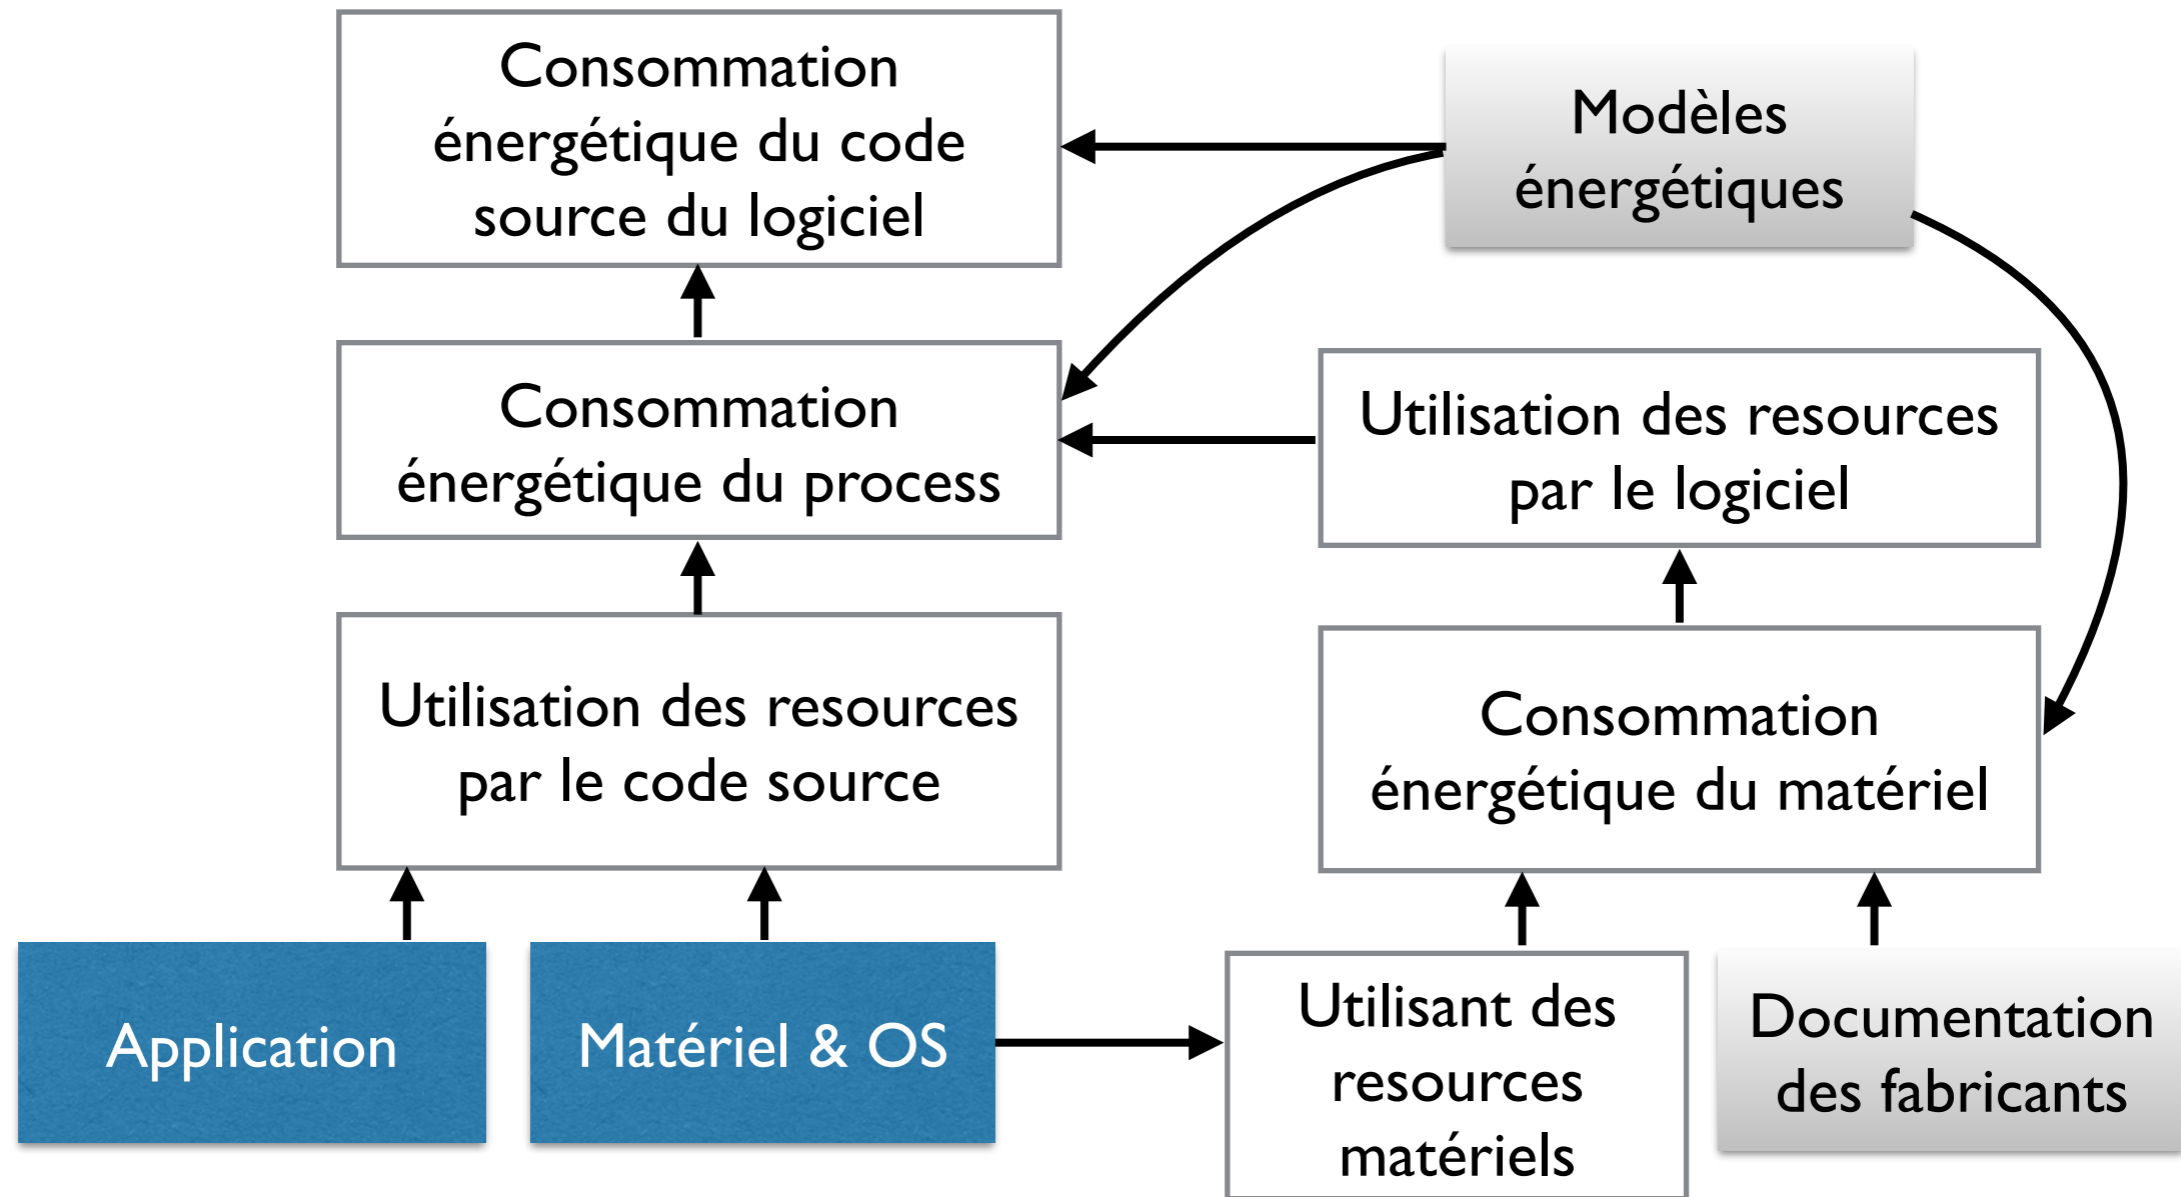 Consommation
énergétique du code
source du logiciel
Modèles
énergétiques
Consommation
énergétique du process
Utilisation des resources
par le logiciel
Utilisation des resources
par le code source
Consommation
énergétique du matériel
Application
Matériel & OS
Utilisant des
resources
matériels
Documentation
des fabricants